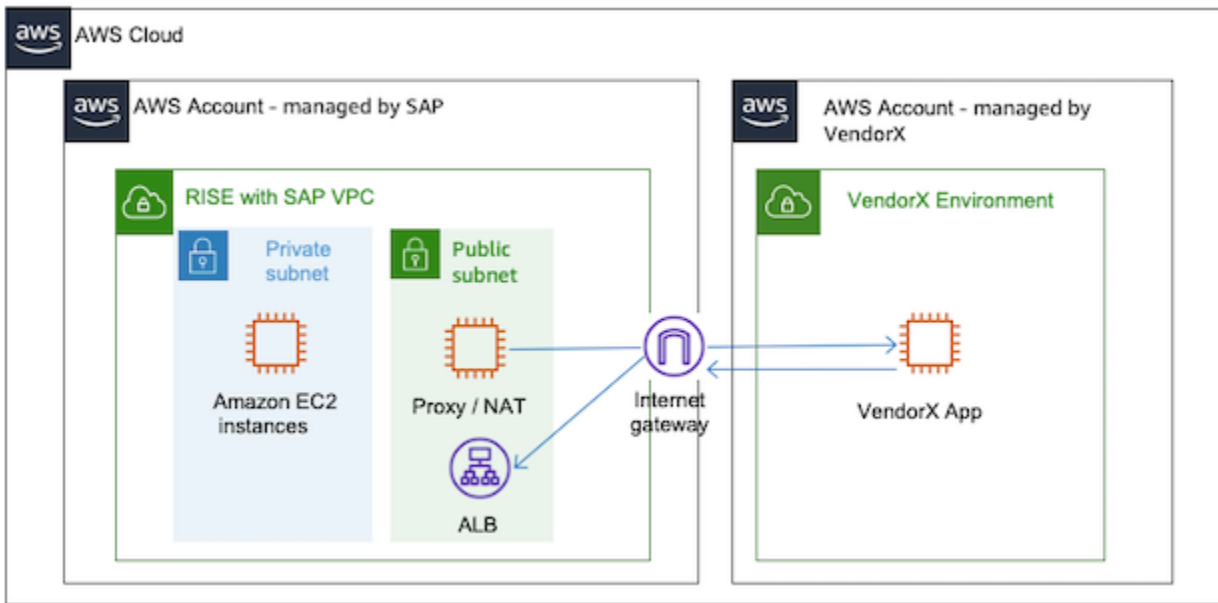 aws
AWS Cloud
aws
AWS Account - managed by SAP
aws
AWS Account - managed by
VendorX
RISE with SAP VPC
VendorX Environment
Private
subnet
Public
subnet
Amazon EC2
instances
Proxy / NAT
Internet
gateway
VendorX App
ALB